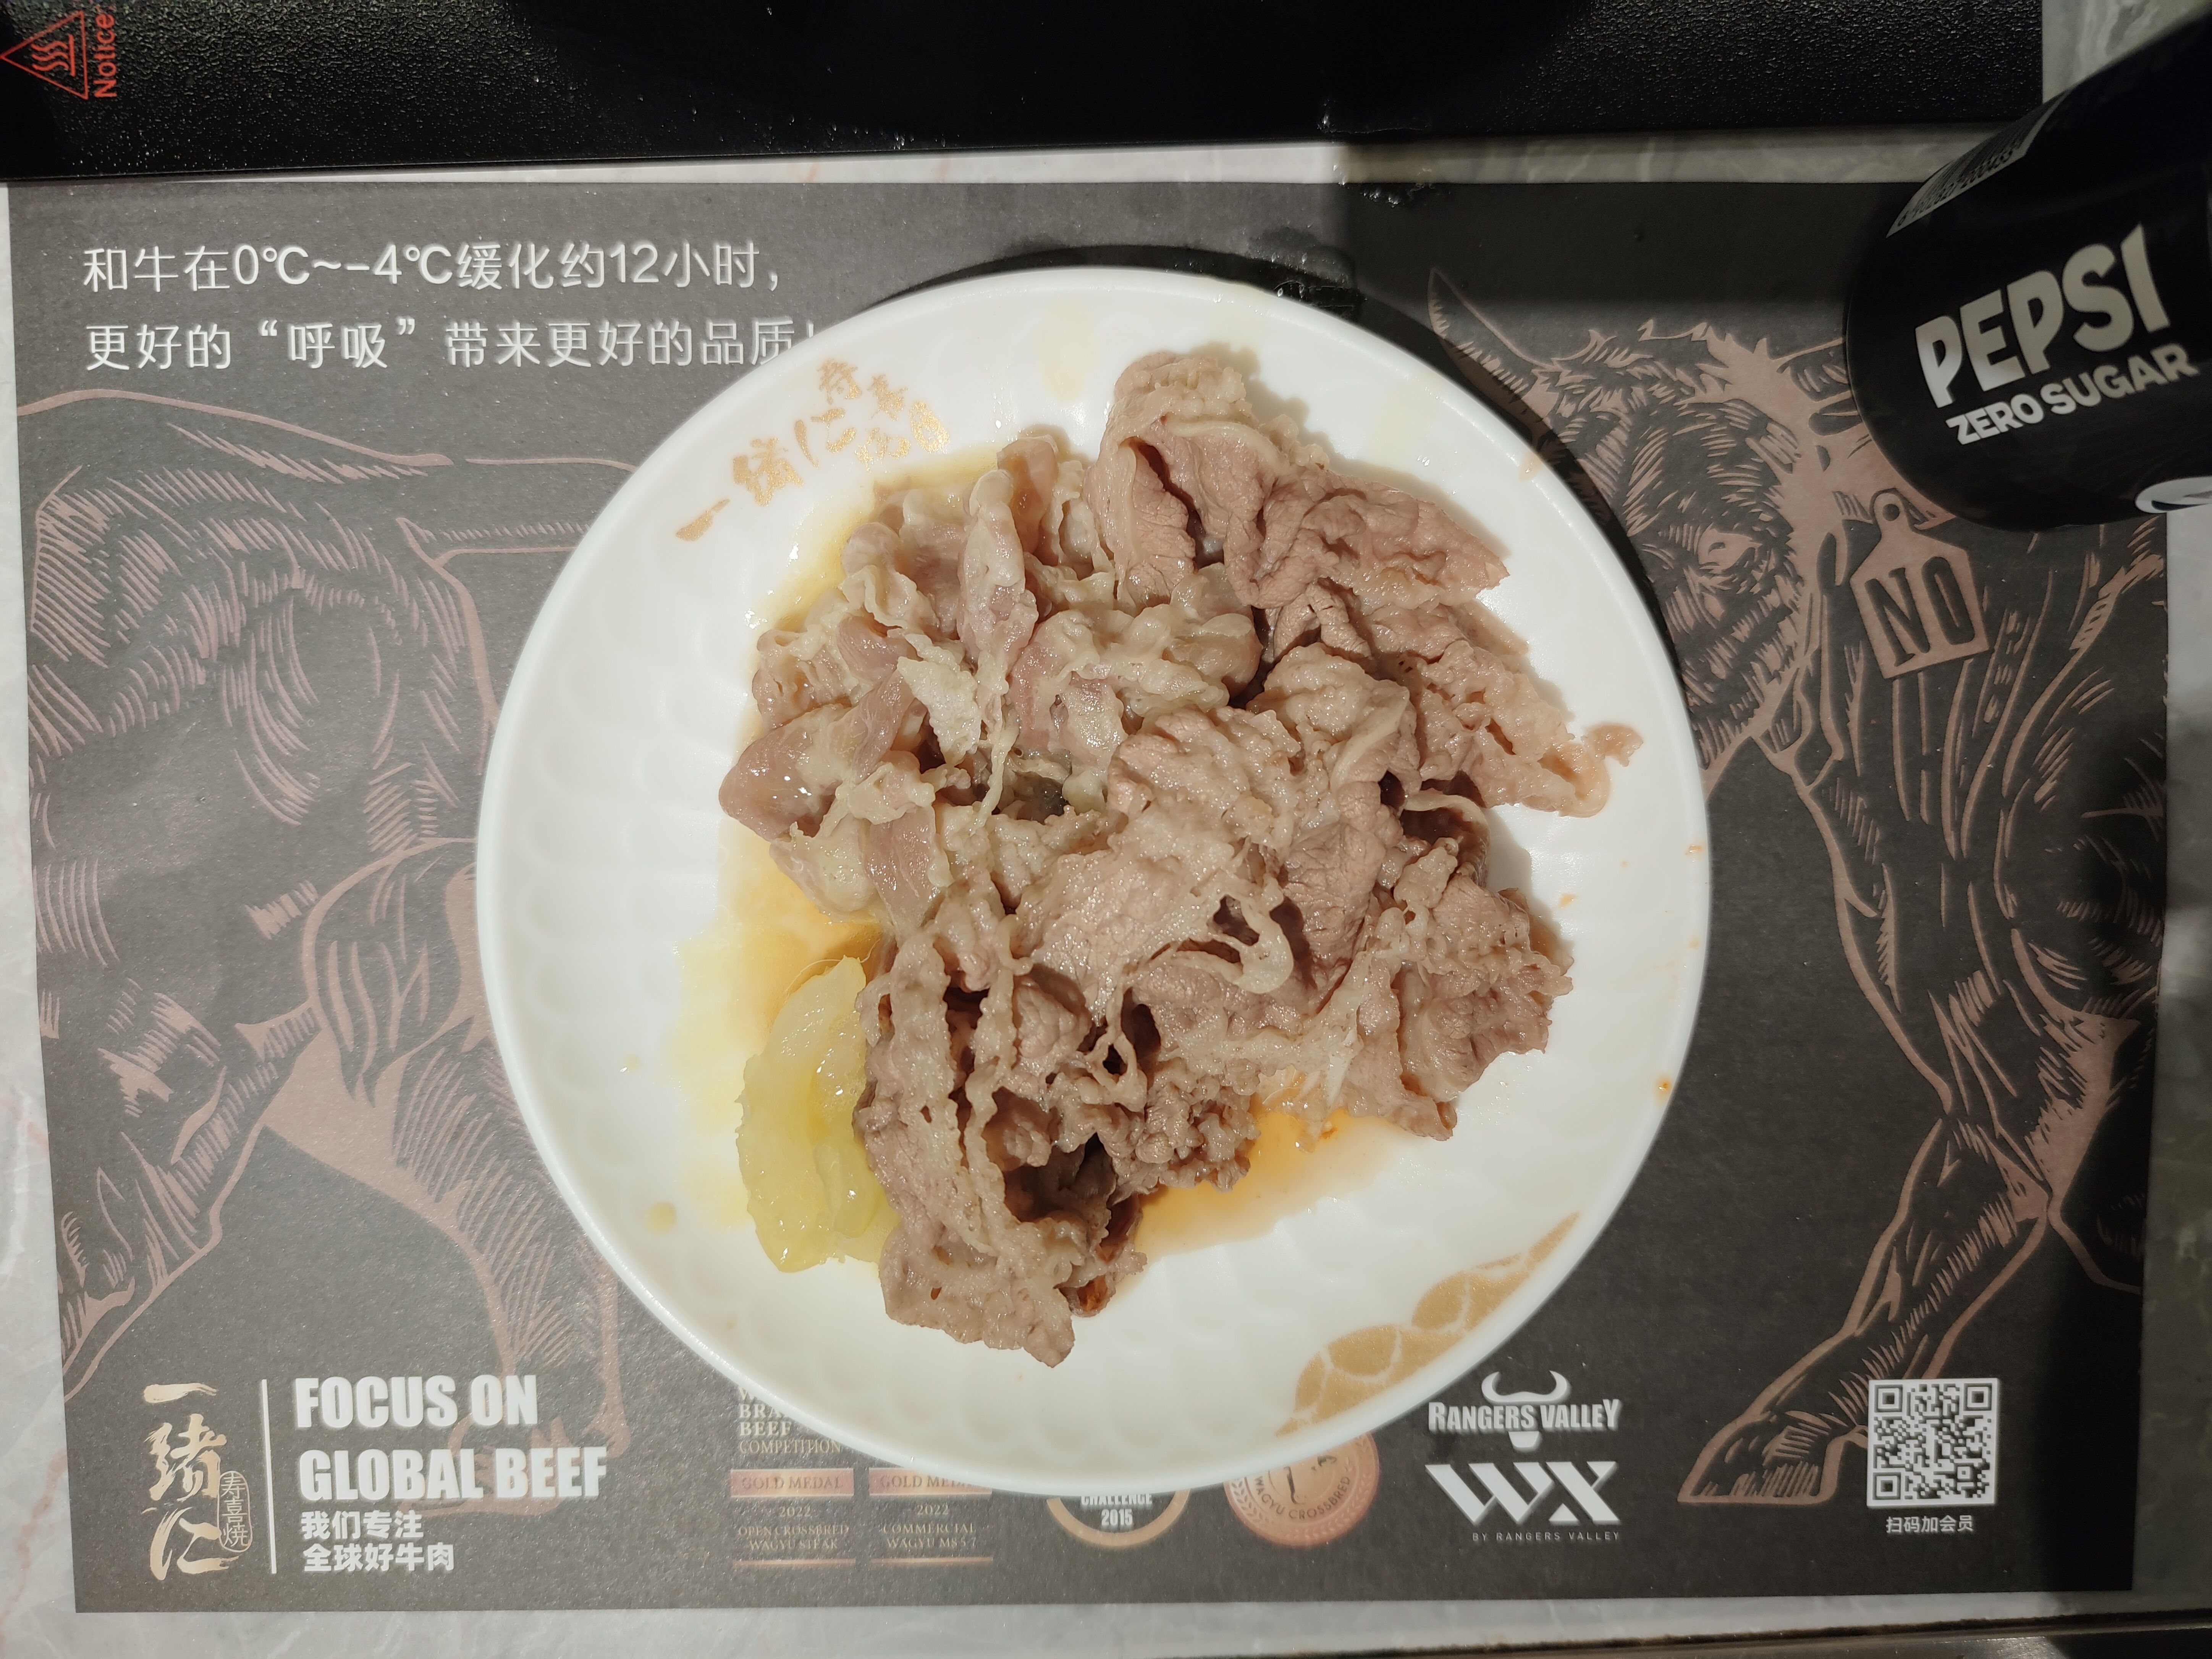 Notice
和牛在0℃~-4℃缓化约12小时，
更好的“呼吸”带来更好的品质！
PEPSI
ZERO SUGAR
一绪仁
寿喜烧
NO
一绪仁
寿喜烧
FOCUS ON
GLOBAL BEEF
我们专注
全球好牛肉
BEEF
COMPETITION
GOLD MEDAL
2022
OPEN CROSSBRED
WAGYU STEAK
GOLD
2022
COMMERCIAL
WAGYU MS 5-7
CHALLENGE
2015
WAGYU CROSSBRED
RANGERS VALLEY
WX
BY RANGERS VALLEY
扫码加会员